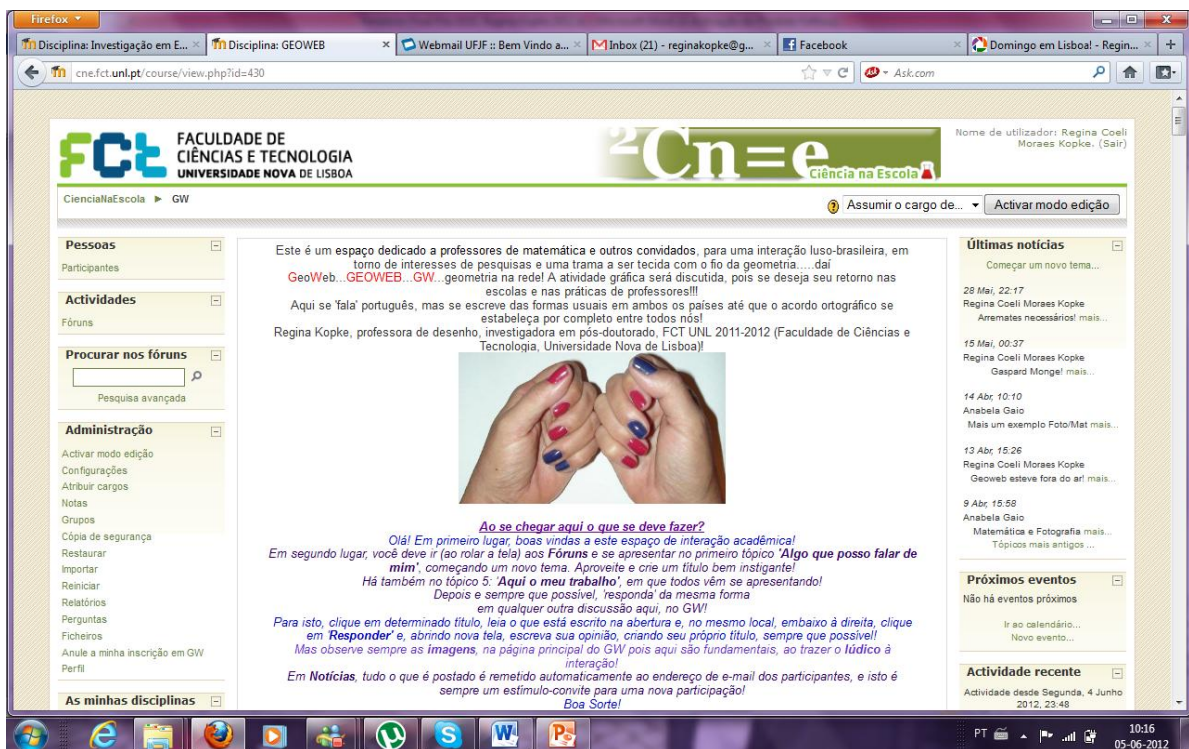 Firefox
Disciplina: Investigação em E...
Disciplina: GEOWEB
Webmail UFJF :: Bem Vindo a...
Inbox (21) - reginakopke@g...
Facebook
Domingo em Lisboa! - Regin...
cne.fct.unl.pt/course/view.php?id=430
Ask.com
FCt
FACULDADE DE
CIÊNCIAS E TECNOLOGIA
UNIVERSIDADE NOVA DE LISBOA
²Cn=e
Ciência na Escola
Nome de utilizador: Regina Coeli
Moraes Kopke. (Sair)
CienciaNaEscola ► GW
Assumir o cargo de...
Activar modo edição
Pessoas
Participantes
Actividades
Fóruns
Procurar nos fóruns
Pesquisa avançada
Administração
Activar modo edição
Configurações
Atribuir cargos
Notas
Grupos
Cópia de segurança
Restaurar
Importar
Reiniciar
Relatórios
Perguntas
Ficheiros
Anule a minha inscrição em GW
Perfil
As minhas disciplinas
Este é um espaço dedicado a professores de matemática e outros convidados, para uma interação luso-brasileira, em
torno de interesses de pesquisas e uma trama a ser tecida com o fio da geometria.....daí
GeoWeb...GEOWEB...GW...geometria na rede! A atividade gráfica será discutida, pois se deseja seu retorno nas
escolas e nas práticas de professores!!!
Aqui se 'fala' português, mas se escreve das formas usuais em ambos os países até que o acordo ortográfico se
estabeleça por completo entre todos nós!
Regina Kopke, professora de desenho, investigadora em pós-doutorado, FCT UNL 2011-2012 (Faculdade de Ciências e
Tecnologia, Universidade Nova de Lisboa)!
Ao se chegar aqui o que se deve fazer?
Olá! Em primeiro lugar, boas vindas a este espaço de interação acadêmica!
Em segundo lugar, você deve ir (ao rolar a tela) aos Fóruns e se apresentar no primeiro tópico 'Algo que posso falar de
mim', começando um novo tema. Aproveite e crie um título bem instigante!
Há também no tópico 5: 'Aqui o meu trabalho', em que todos vêm se apresentando!
Depois e sempre que possível, 'responda' da mesma forma
em qualquer outra discussão aqui, no GW!
Para isto, clique em determinado título, leia o que está escrito na abertura e, no mesmo local, embaixo à direita, clique
em 'Responder' e, abrindo nova tela, escreva sua opinião, criando seu próprio título, sempre que possível!
Mas observe sempre as imagens, na página principal do GW pois aqui são fundamentais, ao trazer o lúdico à
interação!
Em Notícias, tudo o que é postado é remetido automaticamente ao endereço de e-mail dos participantes, e isto é
sempre um estimulo-convite para uma nova participação!
Boa Sorte!
Últimas notícias
Começar um novo tema...
28 Mai, 22:17
Regina Coeli Moraes Kopke
Arremates necessários! mais...
15 Mai, 00:37
Regina Coeli Moraes Kopke
Gaspard Monge! mais...
14 Abr, 10:10
Anabela Gaio
Mais um exemplo Foto/Mat mais...
13 Abr, 15:26
Regina Coeli Moraes Kopke
Geoweb esteve fora do ar! mais...
9 Abr, 15:58
Anabela Gaio
Matemática e Fotografia mais...
Tópicos mais antigos ...
Próximos eventos
Não há eventos próximos
Ir ao calendário...
Novo evento...
Actividade recente
Actividade desde Segunda, 4 Junho
2012, 23:48
PT
10:16
05-06-2012